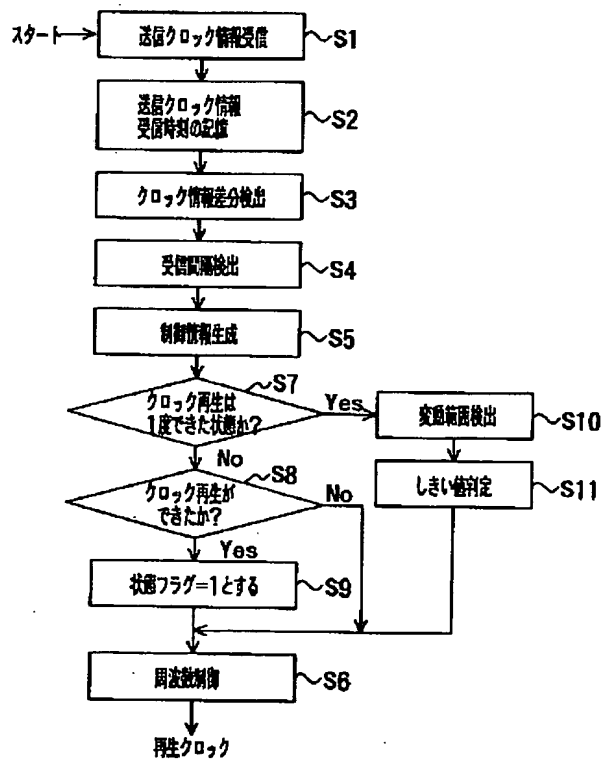 スタート
送信クロック情報受信
S1
送信クロック情報
受信時刻の記憶
S2
クロック情報差分検出
S3
受信間隔検出
S4
制御情報生成
S5
クロック再生は
1度できた状態か?
S7
Yes
変動範囲検出
S10
No
しきい値判定
S11
クロック再生が
できたか?
S8
No
Yes
状態フラグ=1とする
S9
周波数制御
S6
再生クロック